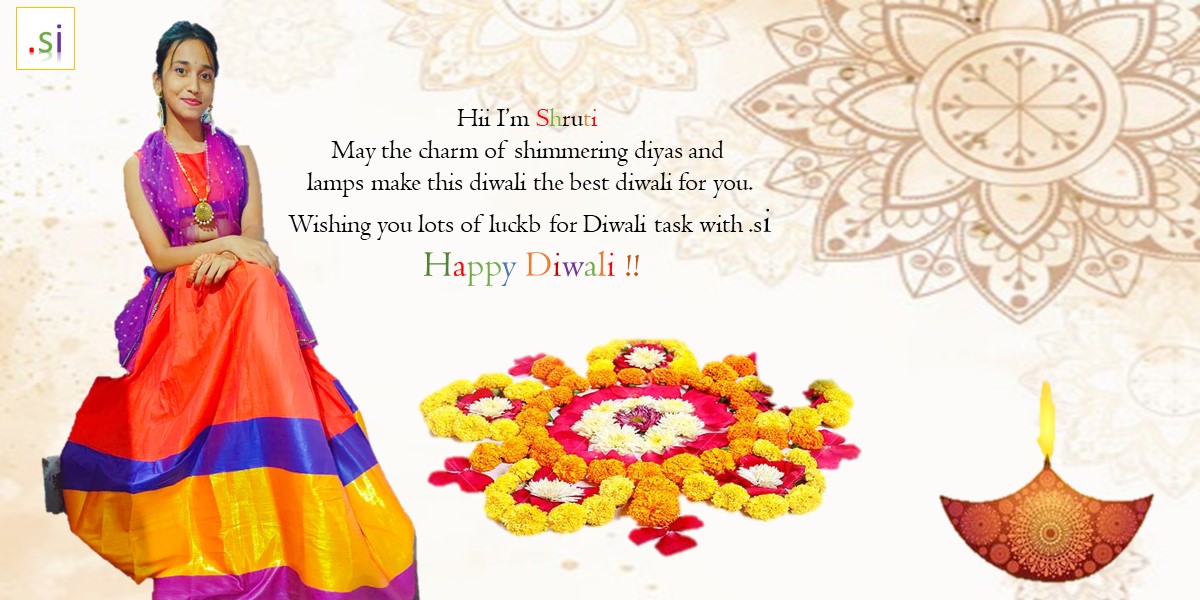 .si
Hii I'm Shruti
May the charm of shimmering diyas and
lamps make this diwali the best diwali for you.
Wishing you lots of luckb for Diwali task with .si
Happy Diwali !!